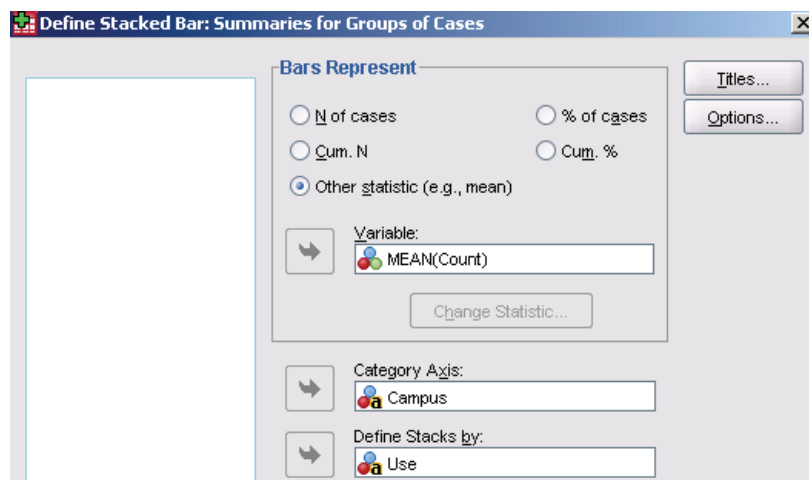 Define Stacked Bar: Summaries for Groups of Cases
Bars Represent
Titles...
N of cases
% of cases
Options...
Cum. N
Cum. %
Other statistic (e.g., mean)
Variable:
MEAN(Count)
Change Statistic...
Category Axis:
a Campus
Define Stacks by:
a Use